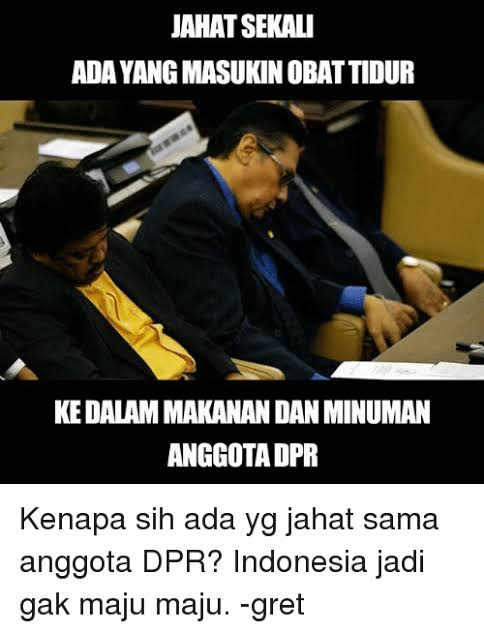 JAHAT SEKALI
ADA YANG MASUKIN OBAT TIDUR
KE DALAM MAKANAN DAN MINUMAN
ANGGOTA DPR
Kenapa sih ada yg jahat sama
anggota DPR? Indonesia jadi
gak maju maju. -gret